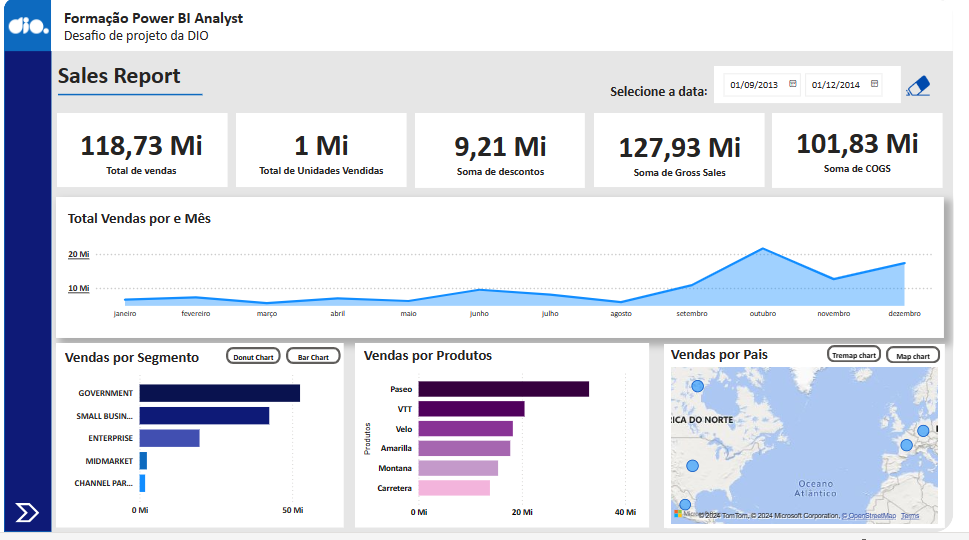 dio.
Formação Power BI Analyst
Desafio de projeto da DIO
Sales Report
Selecione a data:
01/09/2013
01/12/2014
118,73 Mi
Total de vendas
1 Mi
Total de Unidades Vendidas
9,21 Mi
Soma de descontos
127,93 Mi
Soma de Gross Sales
101,83 Mi
Soma de COGS
Total Vendas por e Mês
20 Mi
10 Mi
janeiro fevereiro março abril maio junho julho agosto setembro outubro novembro dezembro
Vendas por Segmento
Donut Chart
Bar Chart
GOVERNMENT
SMALL BUSIN...
ENTERPRISE
MIDMARKET
CHANNEL PAR...
0 Mi 50 Mi
Vendas por Produtos
Produtos
Paseo
VTT
Velo
Amarilla
Montana
Carretera
0 Mi 20 Mi 40 Mi
Vendas por Pais
Tremap chart
Map chart
RICA DO NORTE
Oceano
Atlântico
© 2024 TomTom, © 2024 Microsoft Corporation, © OpenStreetMap Terms